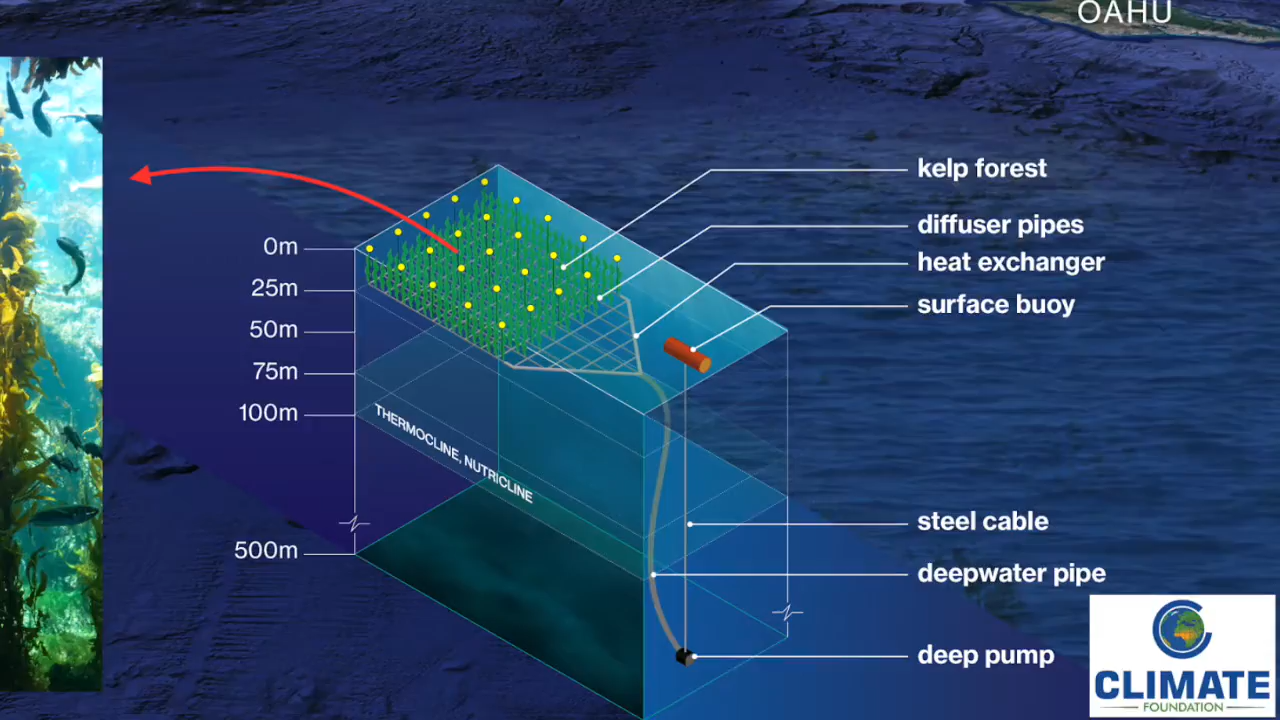 OAHU
kelp forest
diffuser pipes
heat exchanger
surface buoy
0m
25m
50m
75m
100m
THERMOCLINE, NUTRICLINE
500m
steel cable
deepwater pipe
deep pump
CLIMATE
FOUNDATION